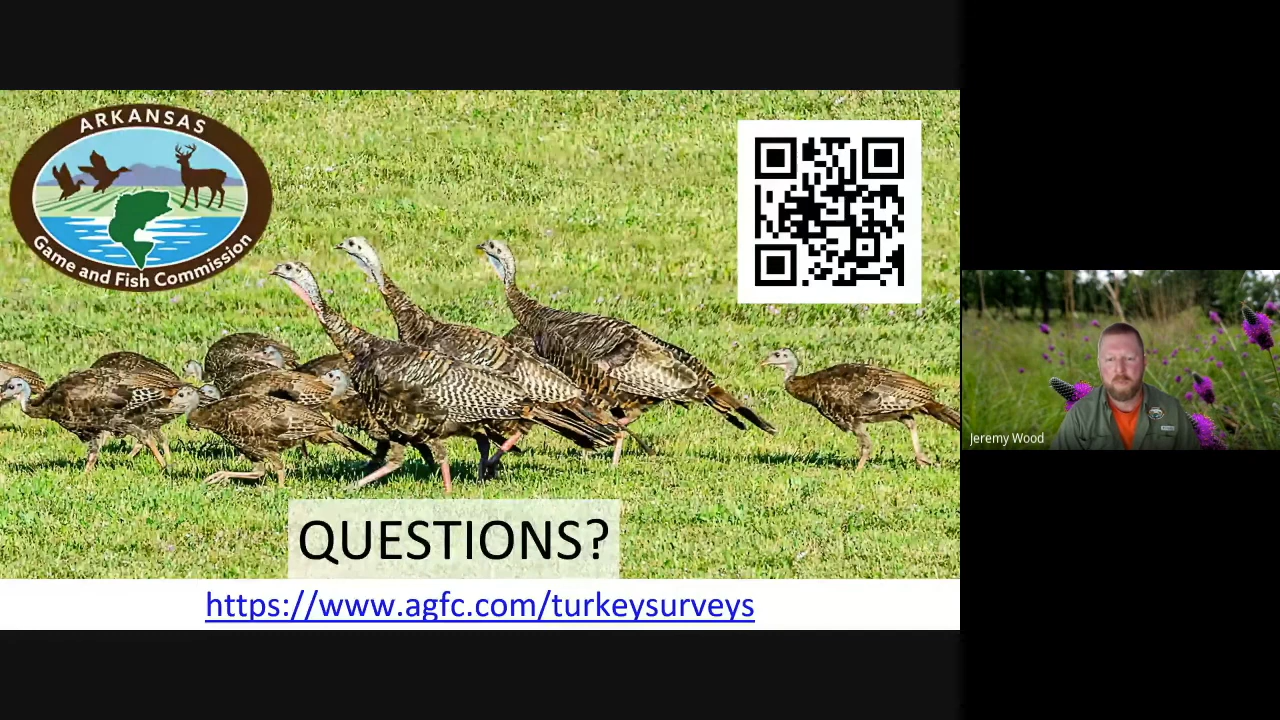 ARKANSAS
Game and Fish Commission
QUESTIONS?
https://www.agfc.com/turkeysurveys
Jeremy Wood